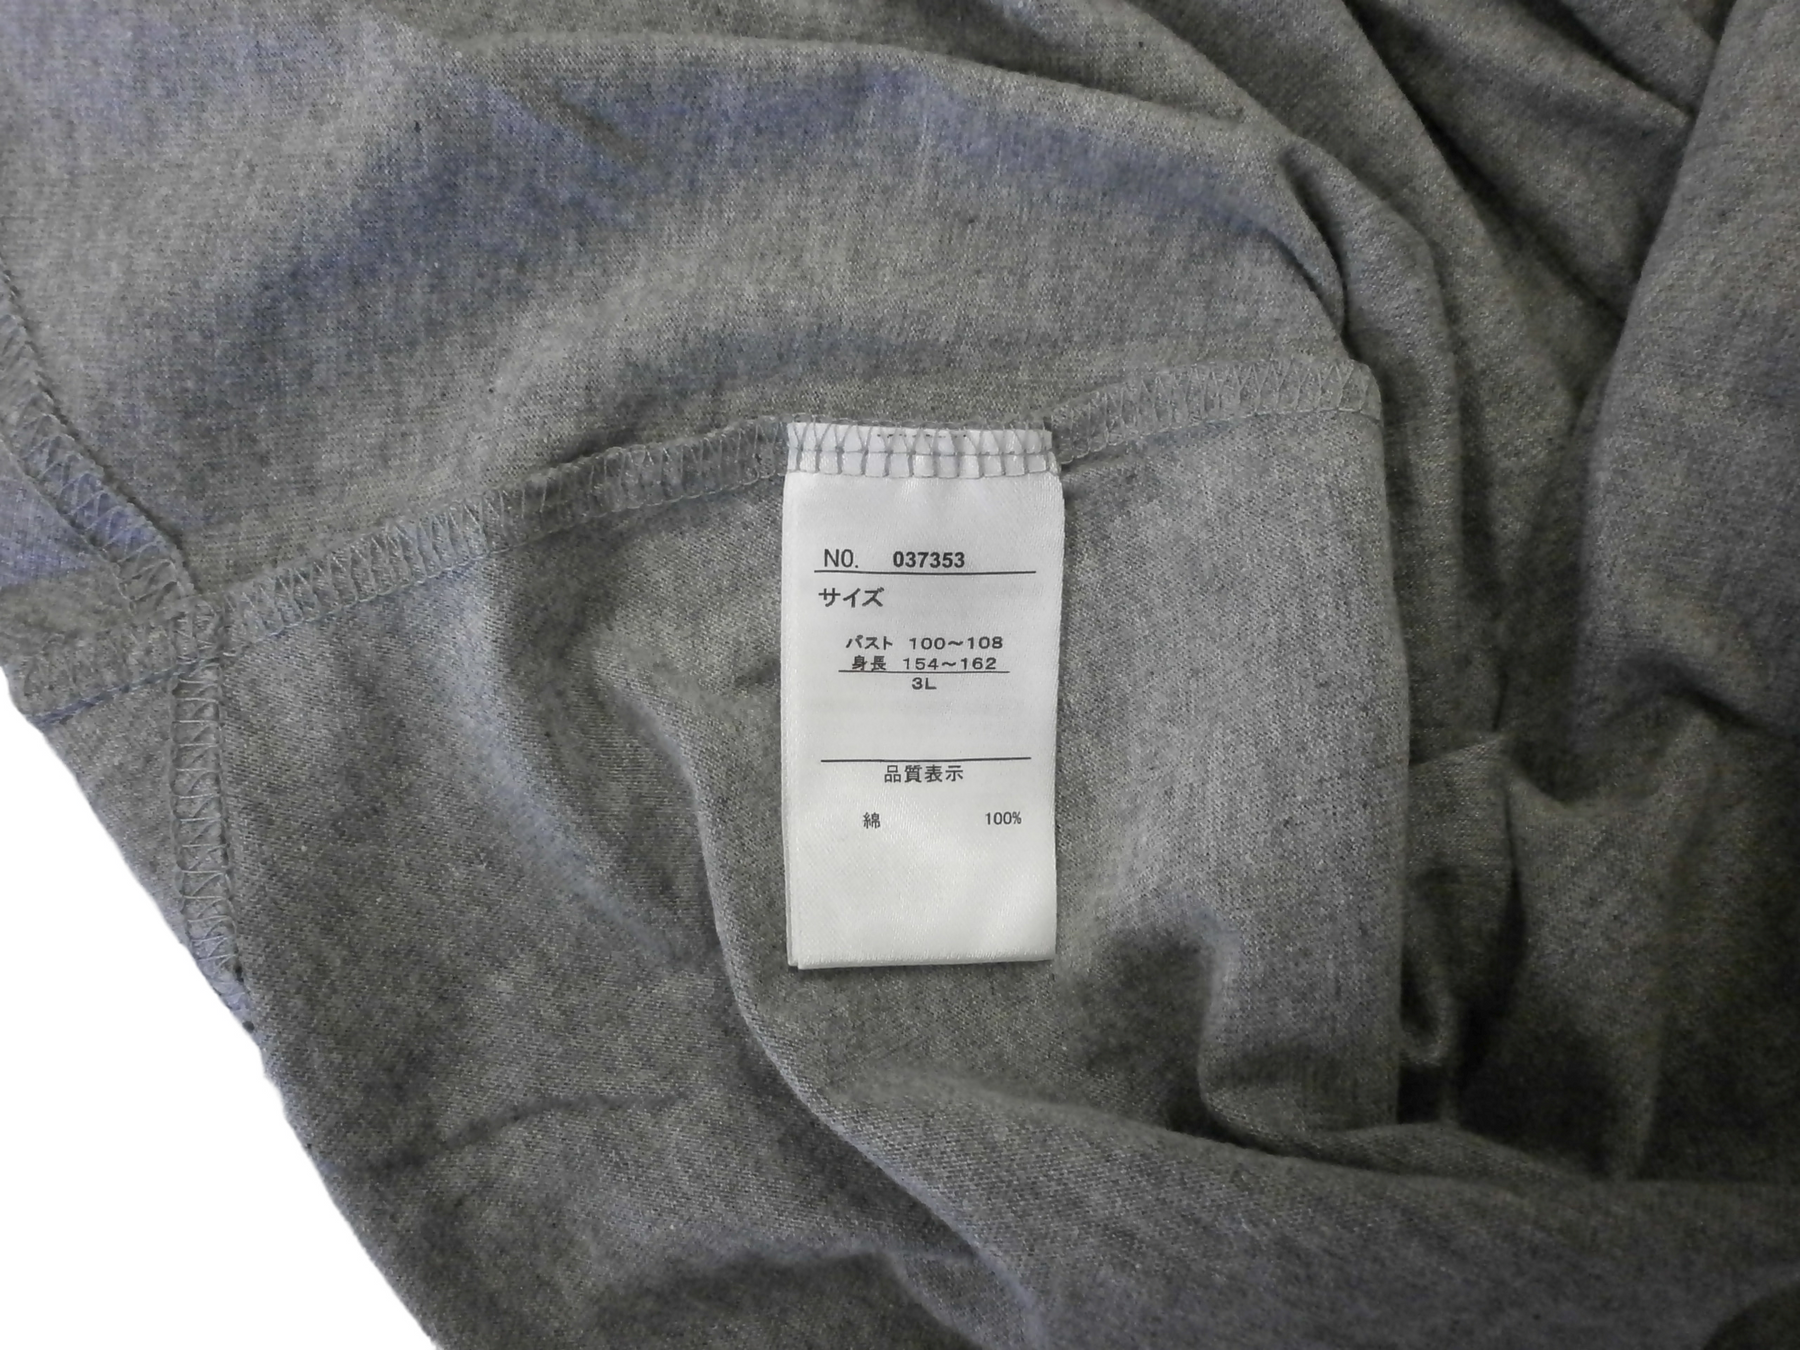 NO. 037353
サイズ
バスト 100～108
身長 154～162
3L
品質表示
綿 100%